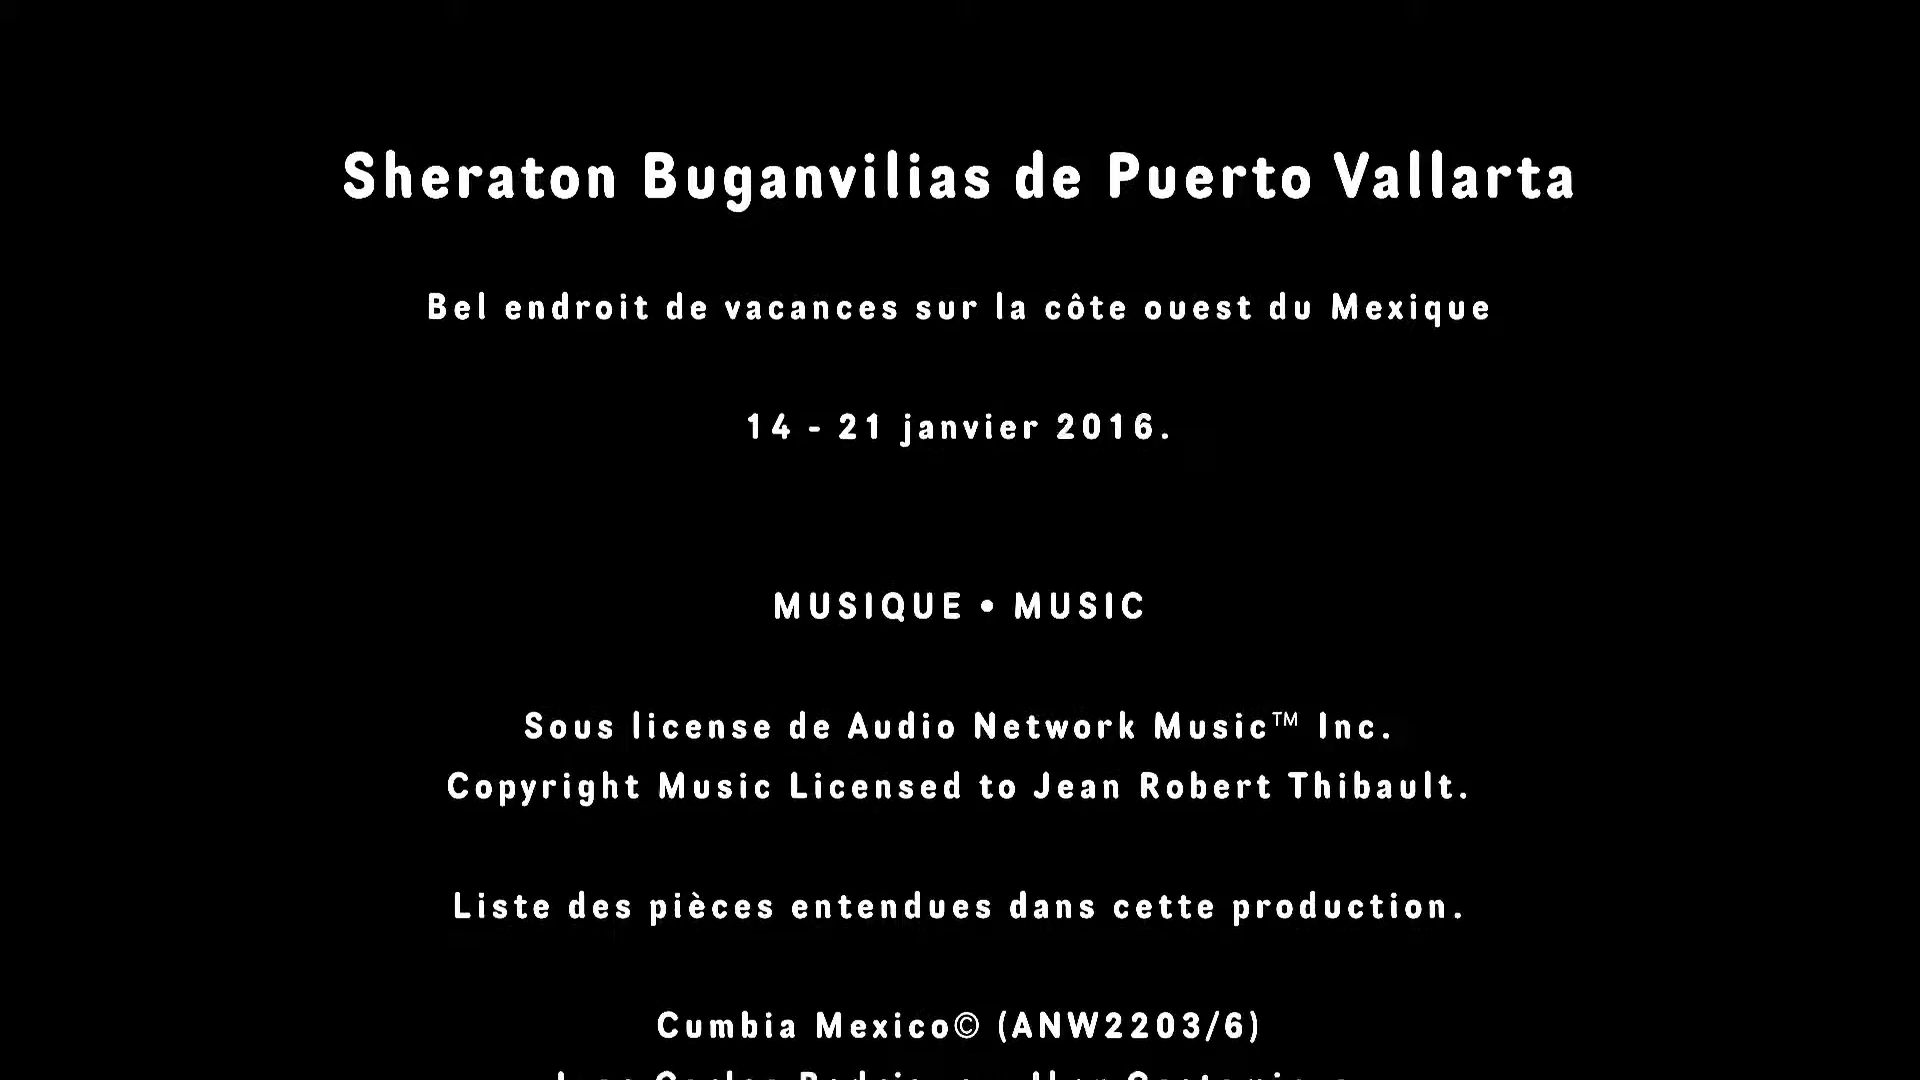 Sheraton Buganvilias de Puerto Vallarta
Bel endroit de vacances sur la côte ouest du Mexique
14 - 21 janvier 2016.
MUSIQUE • MUSIC
Sous license de Audio Network Music™ Inc.
Copyright Music Licensed to Jean Robert Thibault.
Liste des pièces entendues dans cette production.
Cumbia Mexico© (ANW2203/6)